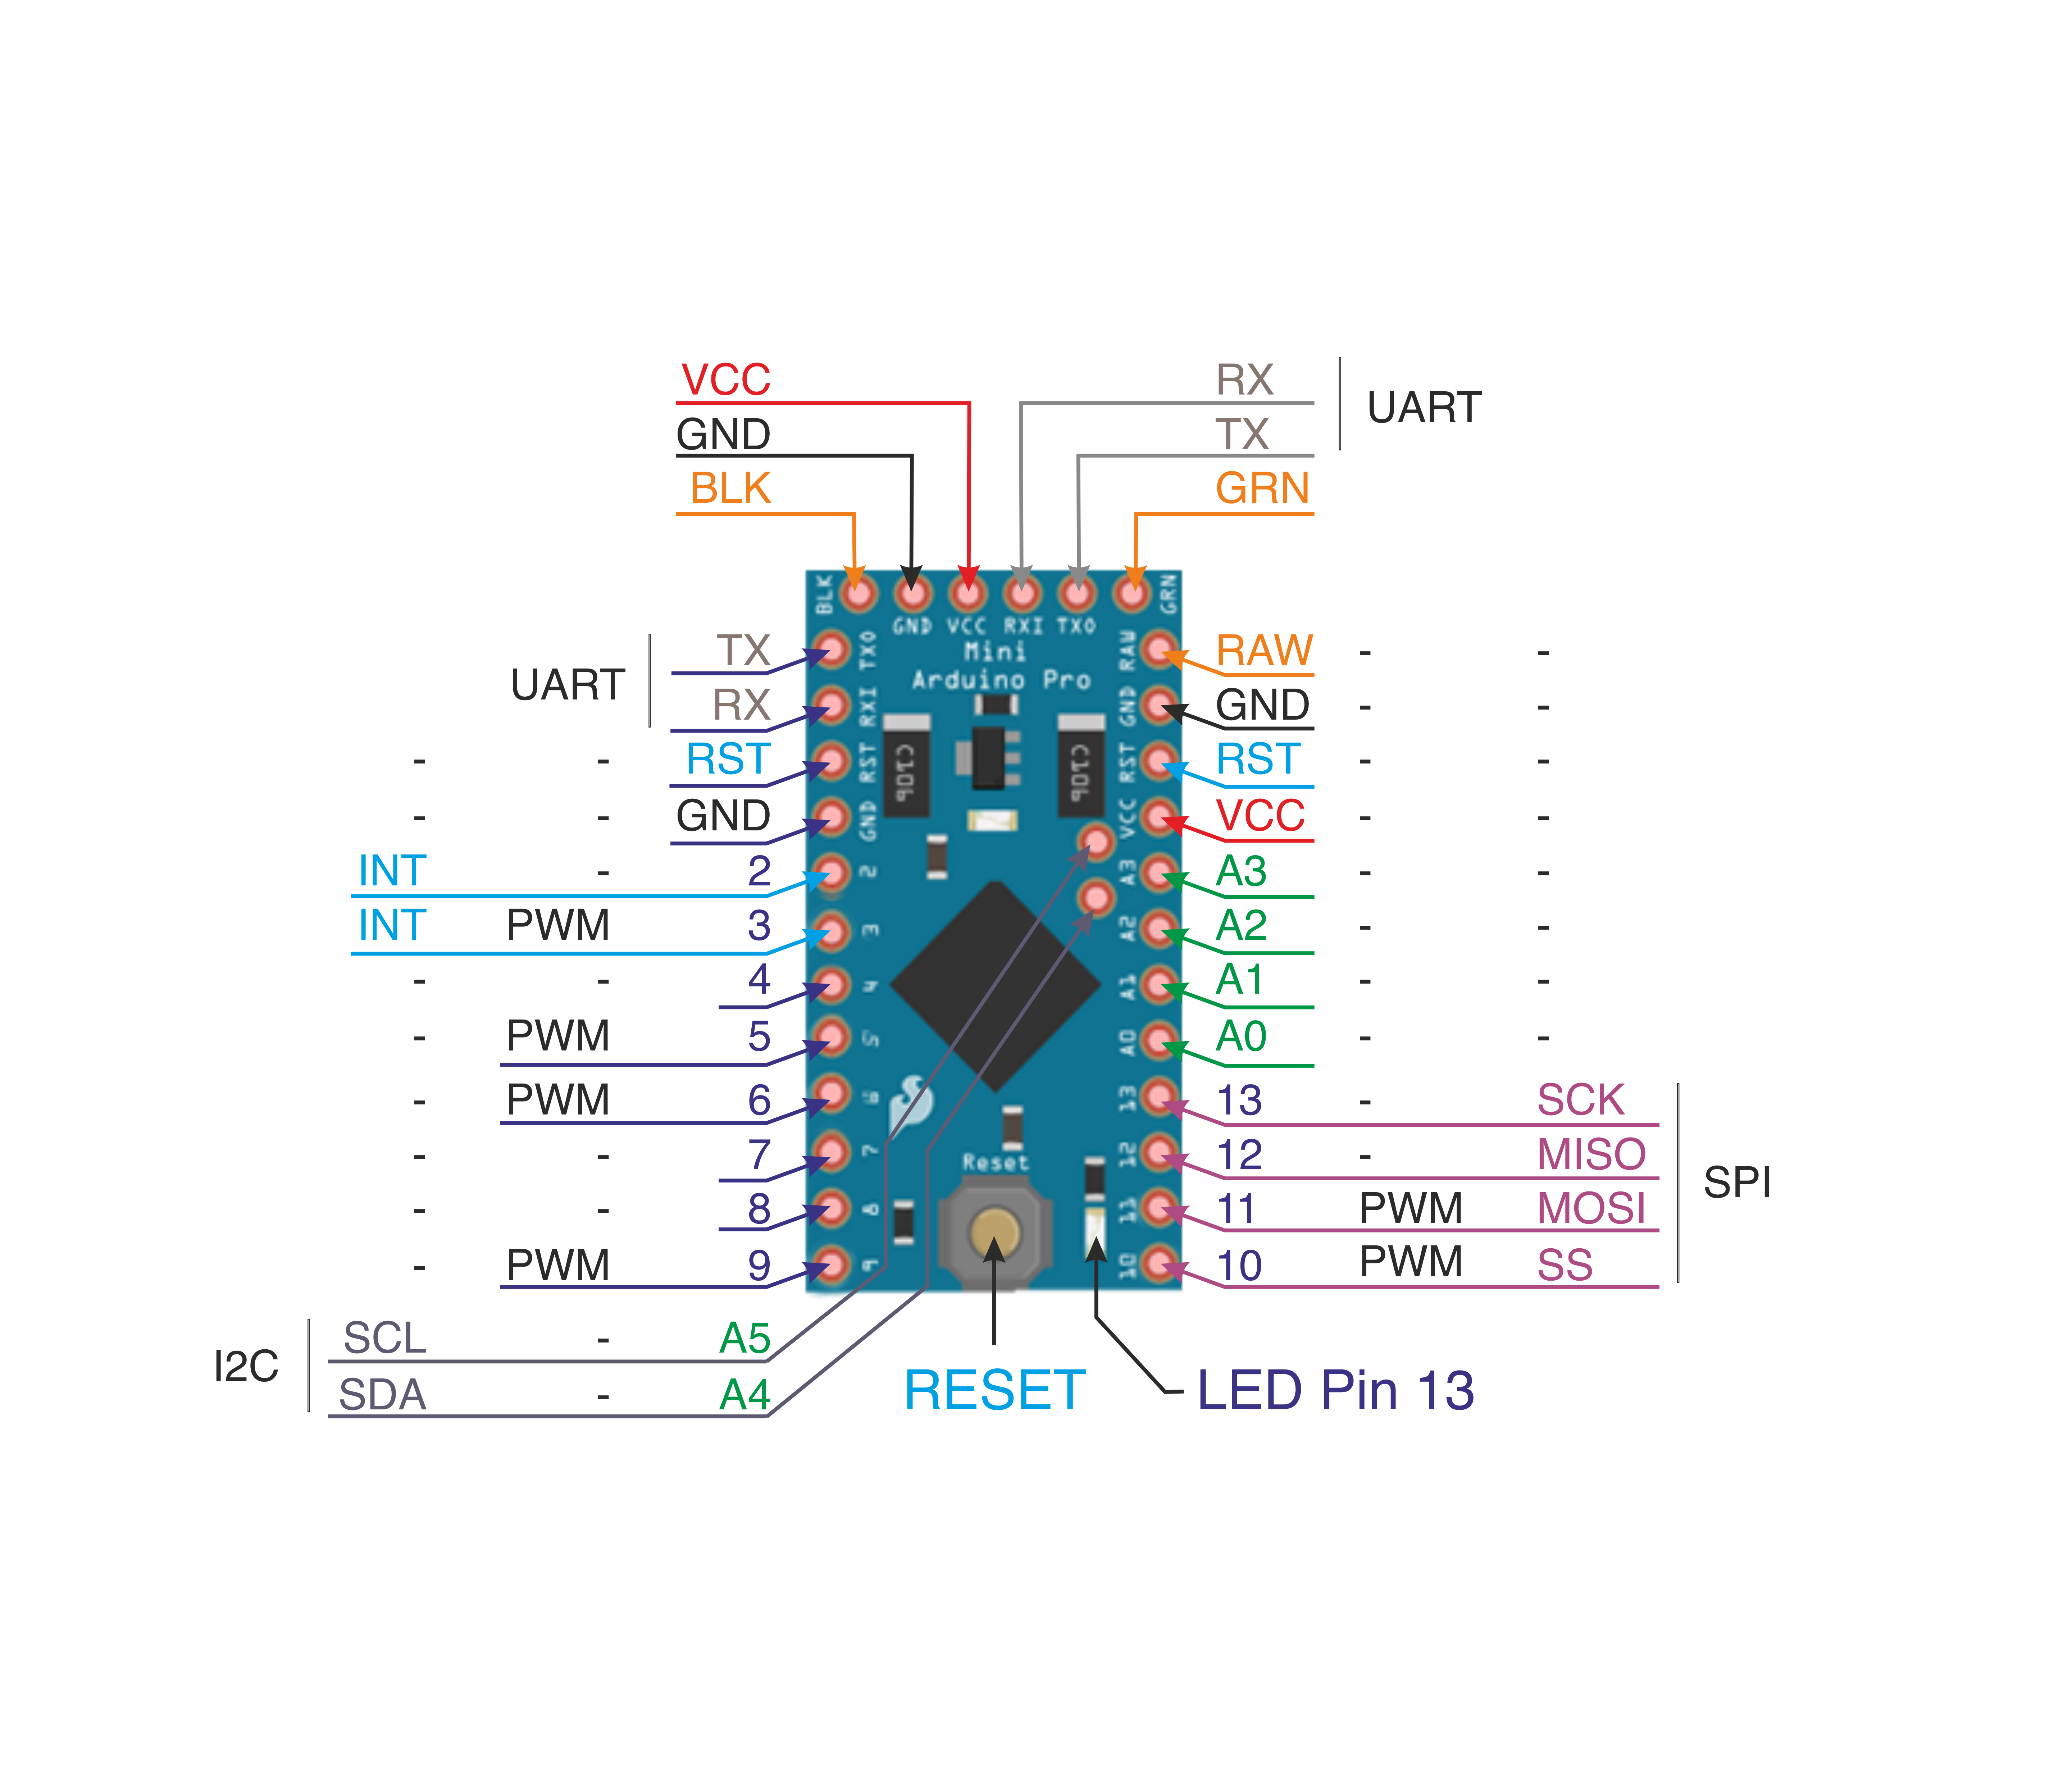 VCC RX
GND TX UART
BLK GRN
BLK GRN
GND VCC RXI TXO
Mini
Arduino Pro
UART TX TXO RAW RAW - -
RX RXI GND GND - -
- - RST RST RST RST - -
- - GND GND VCC VCC - -
C106 C106
INT - 2 2 A3 A3 - -
INT PWM 3 3 A2 A2 - -
- - 4 4 A1 A1 - -
- PWM 5 5 A0 A0 - -
- PWM 6 13 13 - SCK
- - 7 7 Reset 12 12 - MISO
SPI
- - 8 8 11 11 PWM MOSI
- PWM 9 9 10 10 PWM SS
I2C SCL - A5
SDA - A4
RESET LED Pin 13